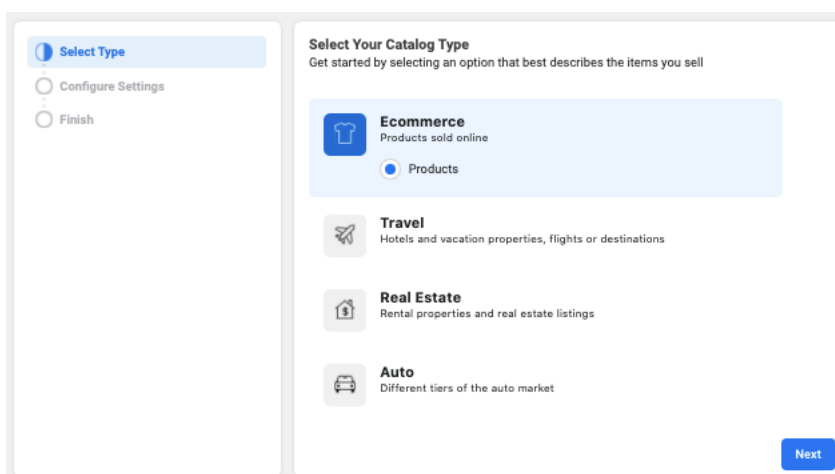 Select Type
Configure Settings
Finish
Select Your Catalog Type
Get started by selecting an option that best describes the items you sell
Ecommerce
Products sold online
Products
Travel
Hotels and vacation properties, flights or destinations
Real Estate
Rental properties and real estate listings
Auto
Different tiers of the auto market
Next